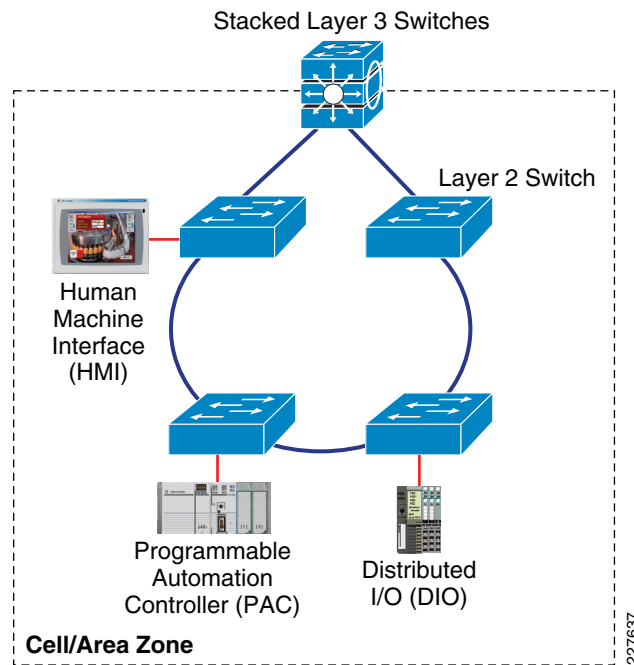 Stacked Layer 3 Switches
Layer 2 Switch
Human
Machine
Interface
(HMI)
Programmable
Automation
Controller (PAC)
Distributed
I/O (DIO)
Cell/Area Zone
227637